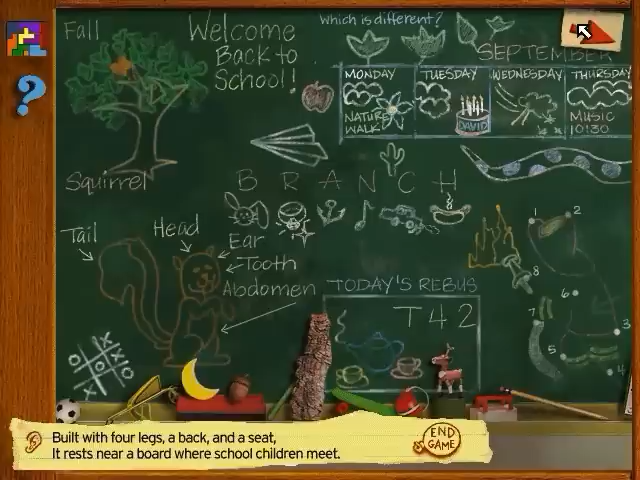 Fall
Welcome
Back to
School!
Which is different?
SEPTEMBER
MONDAY
TUESDAY
WEDNESDAY
THURSDAY
NATURE
WALK
DAVID
MUSIC
10:30
Squirrel
B R A N C H
Tail
Head
Ear
Tooth
Abdomen
TODAY'S REBUS
T 4 2
1
2
8
6
7
3
5
4
X
O X O
X O O
X
?
Built with four legs, a back, and a seat,
It rests near a board where school children meet.
END
GAME